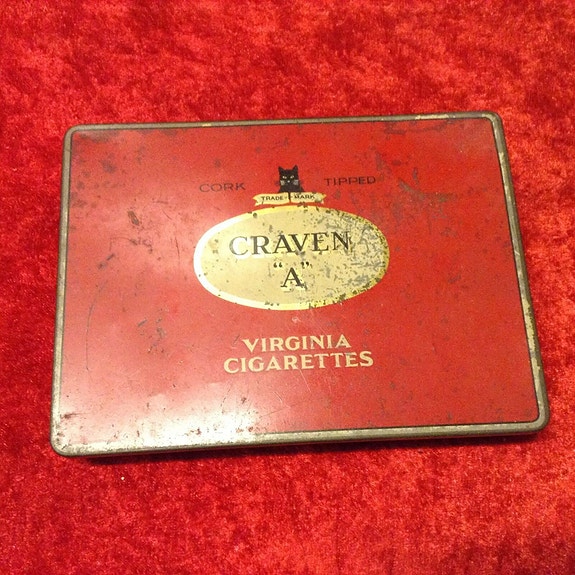 CORK TIPPED
TRADE MARK
CRAVEN
"A"
VIRGINIA
CIGARETTES